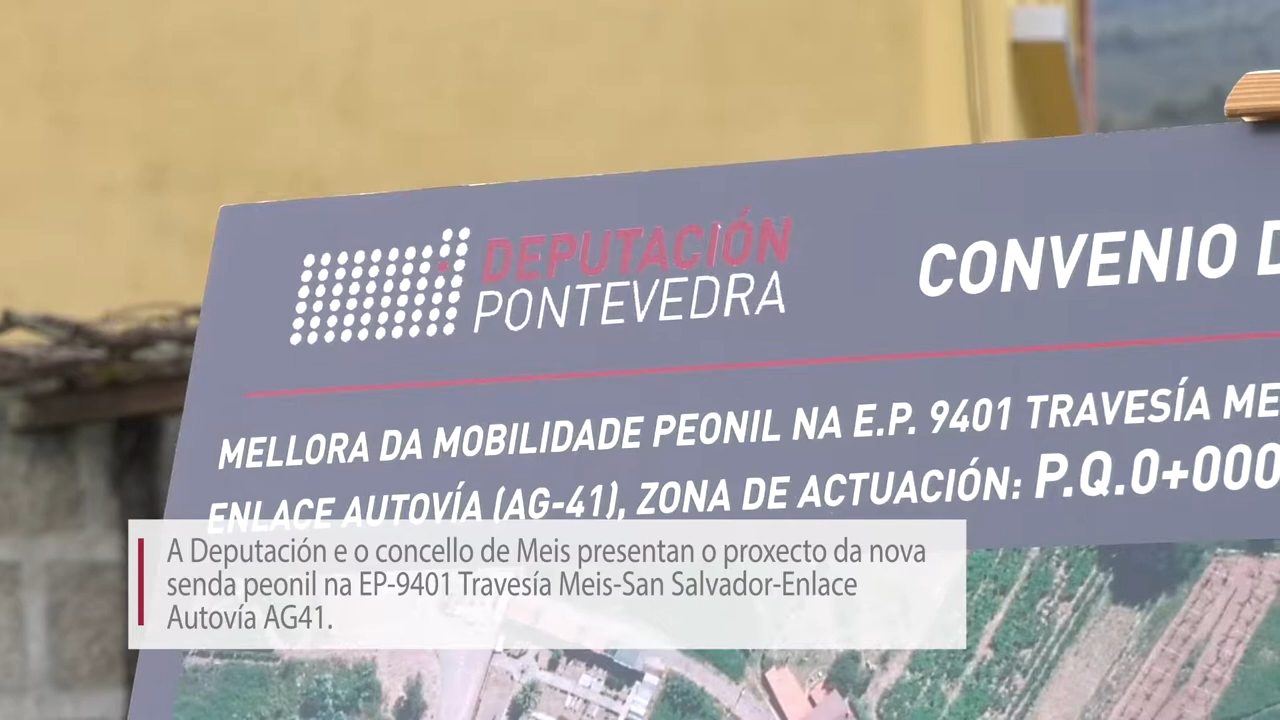 DEPUTACIÓN
PONTEVEDRA
CONVENIO
MELLORA DA MOBILIDADE PEONIL NA E.P. 9401 TRAVESÍA ME
ENLACE AUTOVÍA (AG-41), ZONA DE ACTUACIÓN: P.Q.0+000
A Deputación e o concello de Meis presentan o proxecto da nova
senda peonil na EP-9401 Travesía Meis-San Salvador-Enlace
Autovía AG41.